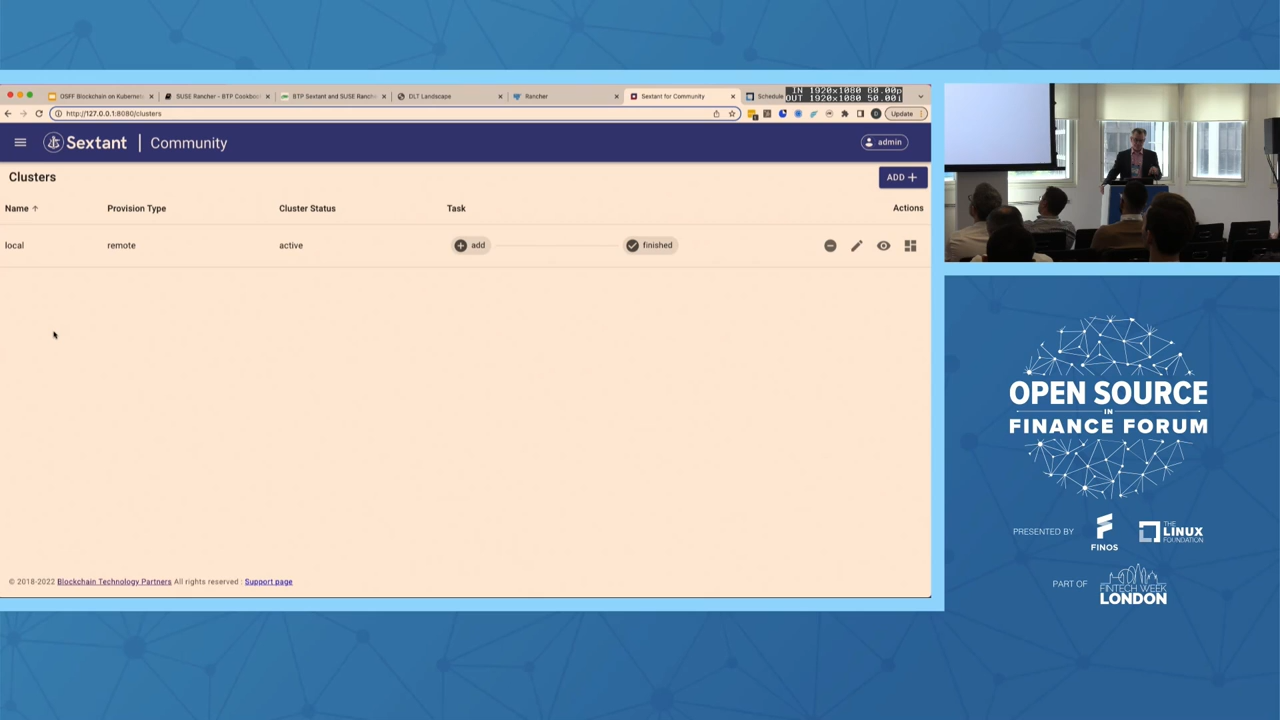 OSFF Blockchain on Kubernet
SUSE Rancher - BTP Cookboo
BTP Sextant and SUSE Ranche
DLT Landscape
Rancher
Sextant for Community
Schedule
IN 1920x1080 60.00p
OUT 1920x1080 50.00i
http://127.0.0.1:8080/clusters
Update
Sextant | Community
admin
Clusters
ADD +
Name
Provision Type
Cluster Status
Task
Actions
local
remote
active
add
finished
© 2018-2022 Blockchain Technology Partners All rights reserved : Support page
OPEN SOURCE
IN
FINANCE FORUM
PRESENTED BY
FINOS
THE
LINUX
FOUNDATION
PART OF
FINTECH WEEK
LONDON